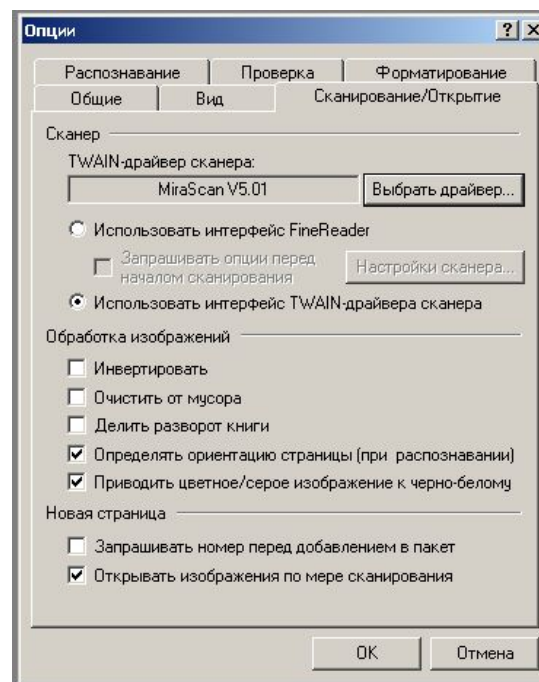 Опции
Распознавание Проверка Форматирование
Общие Вид Сканирование/Открытие
Сканер
TWAIN-драйвер сканера:
MiraScan V5.01 Выбрать драйвер...
Использовать интерфейс FineReader
Запрашивать опции перед
началом сканирования Настройки сканера...
Использовать интерфейс TWAIN-драйвера сканера
Обработка изображений
Инвертировать
Очистить от мусора
Делить разворот книги
Определять ориентацию страницы (при распознавании)
Приводить цветное/серое изображение к черно-белому
Новая страница
Запрашивать номер перед добавлением в пакет
Открывать изображения по мере сканирования
OK Отмена